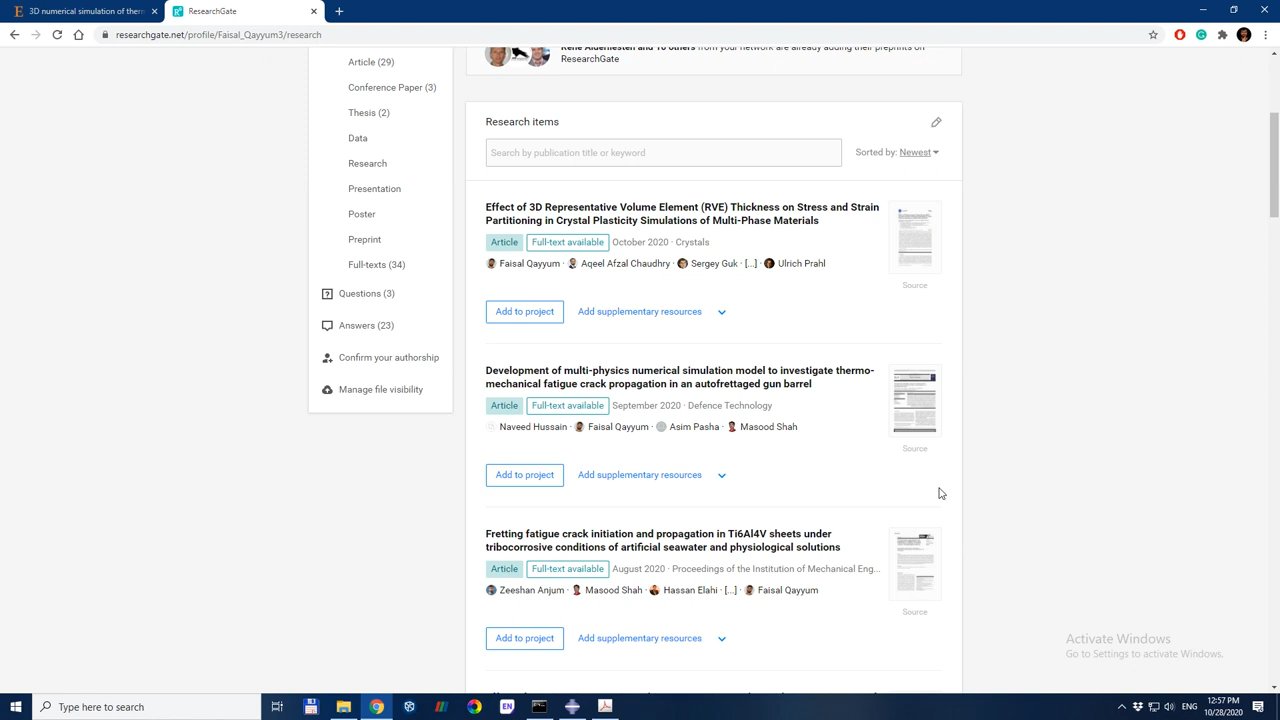 3D numerical simulation of therm
ResearchGate
researchgate.net/profile/Faisal_Qayyum3/research
Article (29)
Conference Paper (3)
Thesis (2)
Data
Research
Presentation
Poster
Preprint
Full-texts (34)
Questions (3)
Answers (23)
Confirm your authorship
Manage file visibility
René Alderliesten and 10 others from your network are already adding their preprints on
ResearchGate
Research items
Search by publication title or keyword
Sorted by: Newest
Effect of 3D Representative Volume Element (RVE) Thickness on Stress and Strain
Partitioning in Crystal Plasticity Simulations of Multi-Phase Materials
Article Full-text available October 2020 · Crystals
Faisal Qayyum · Aqeel Afzal Chaudhry · Sergey Guk · [...] · Ulrich Prahl
Source
Add to project Add supplementary resources
Development of multi-physics numerical simulation model to investigate thermo-
mechanical fatigue crack propagation in an autofrettaged gun barrel
Article Full-text available September 2020 · Defence Technology
Naveed Hussain · Faisal Qayyum · Asim Pasha · Masood Shah
Source
Add to project Add supplementary resources
Fretting fatigue crack initiation and propagation in Ti6Al4V sheets under
tribocorrosive conditions of artificial seawater and physiological solutions
Article Full-text available August 2020 · Proceedings of the Institution of Mechanical Eng...
Zeeshan Anjum · Masood Shah · Hassan Elahi · [...] · Faisal Qayyum
Source
Add to project Add supplementary resources
Activate Windows
Go to Settings to activate Windows.
Type here to search
EN
ENG
12:57 PM
10/28/2020